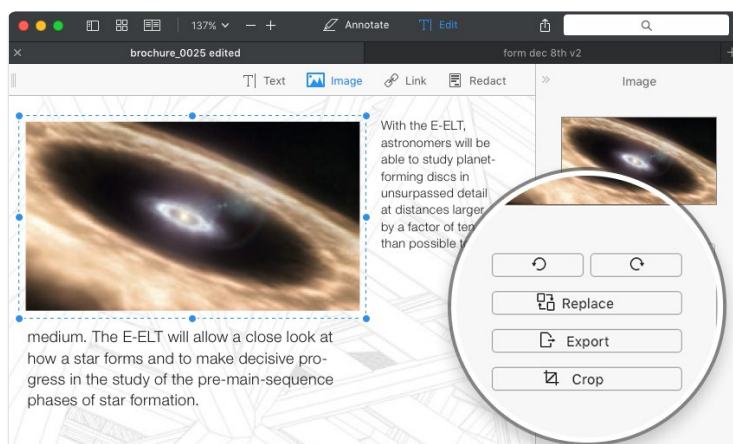 137%
Annotate
Edit
brochure_0025 edited
form dec 8th v2
Text
Image
Link
Redact
Image
With the E-ELT,
astronomers will be
able to study planet-
forming discs in
unsurpassed detail
at distances larger
by a factor of ten
than possible
medium. The E-ELT will allow a close look at
how a star forms and to make decisive pro-
gress in the study of the pre-main-sequence
phases of star formation.
Replace
Export
Crop